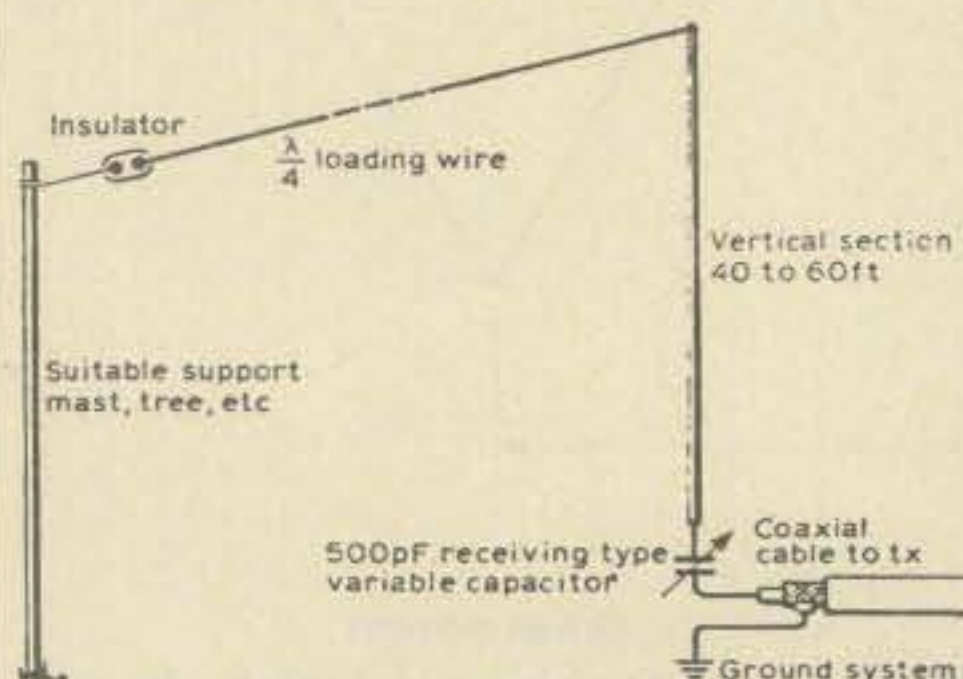 Insulator
λ/4 loading wire
Vertical section
40 to 60ft
Suitable support
mast, tree, etc
500pF receiving type
variable capacitor
Coaxial
cable to tx
Ground system